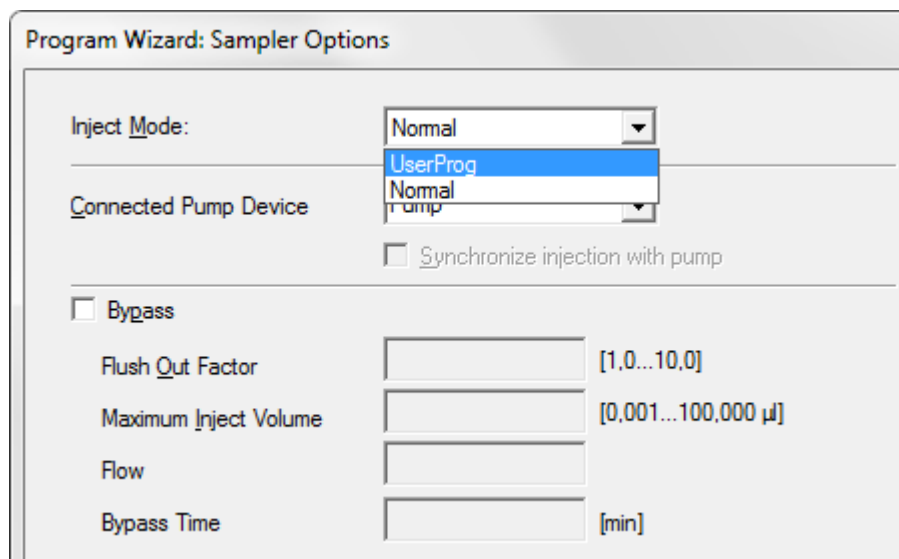 Program Wizard: Sampler Options
Inject Mode:
Normal
UserProg
Normal
Connected Pump Device
Pump
Synchronize injection with pump
Bypass
Flush Out Factor
[1,0...10,0]
Maximum Inject Volume
[0,001...100,000 µl]
Flow
Bypass Time
[min]